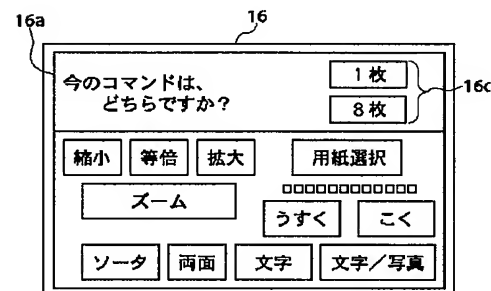 16a
16
今のコマンドは、
どちらですか？
1枚
8枚
16c
縮小 等倍 拡大 用紙選択
ズーム
うすく こく
ソータ 両面 文字 文字／写真